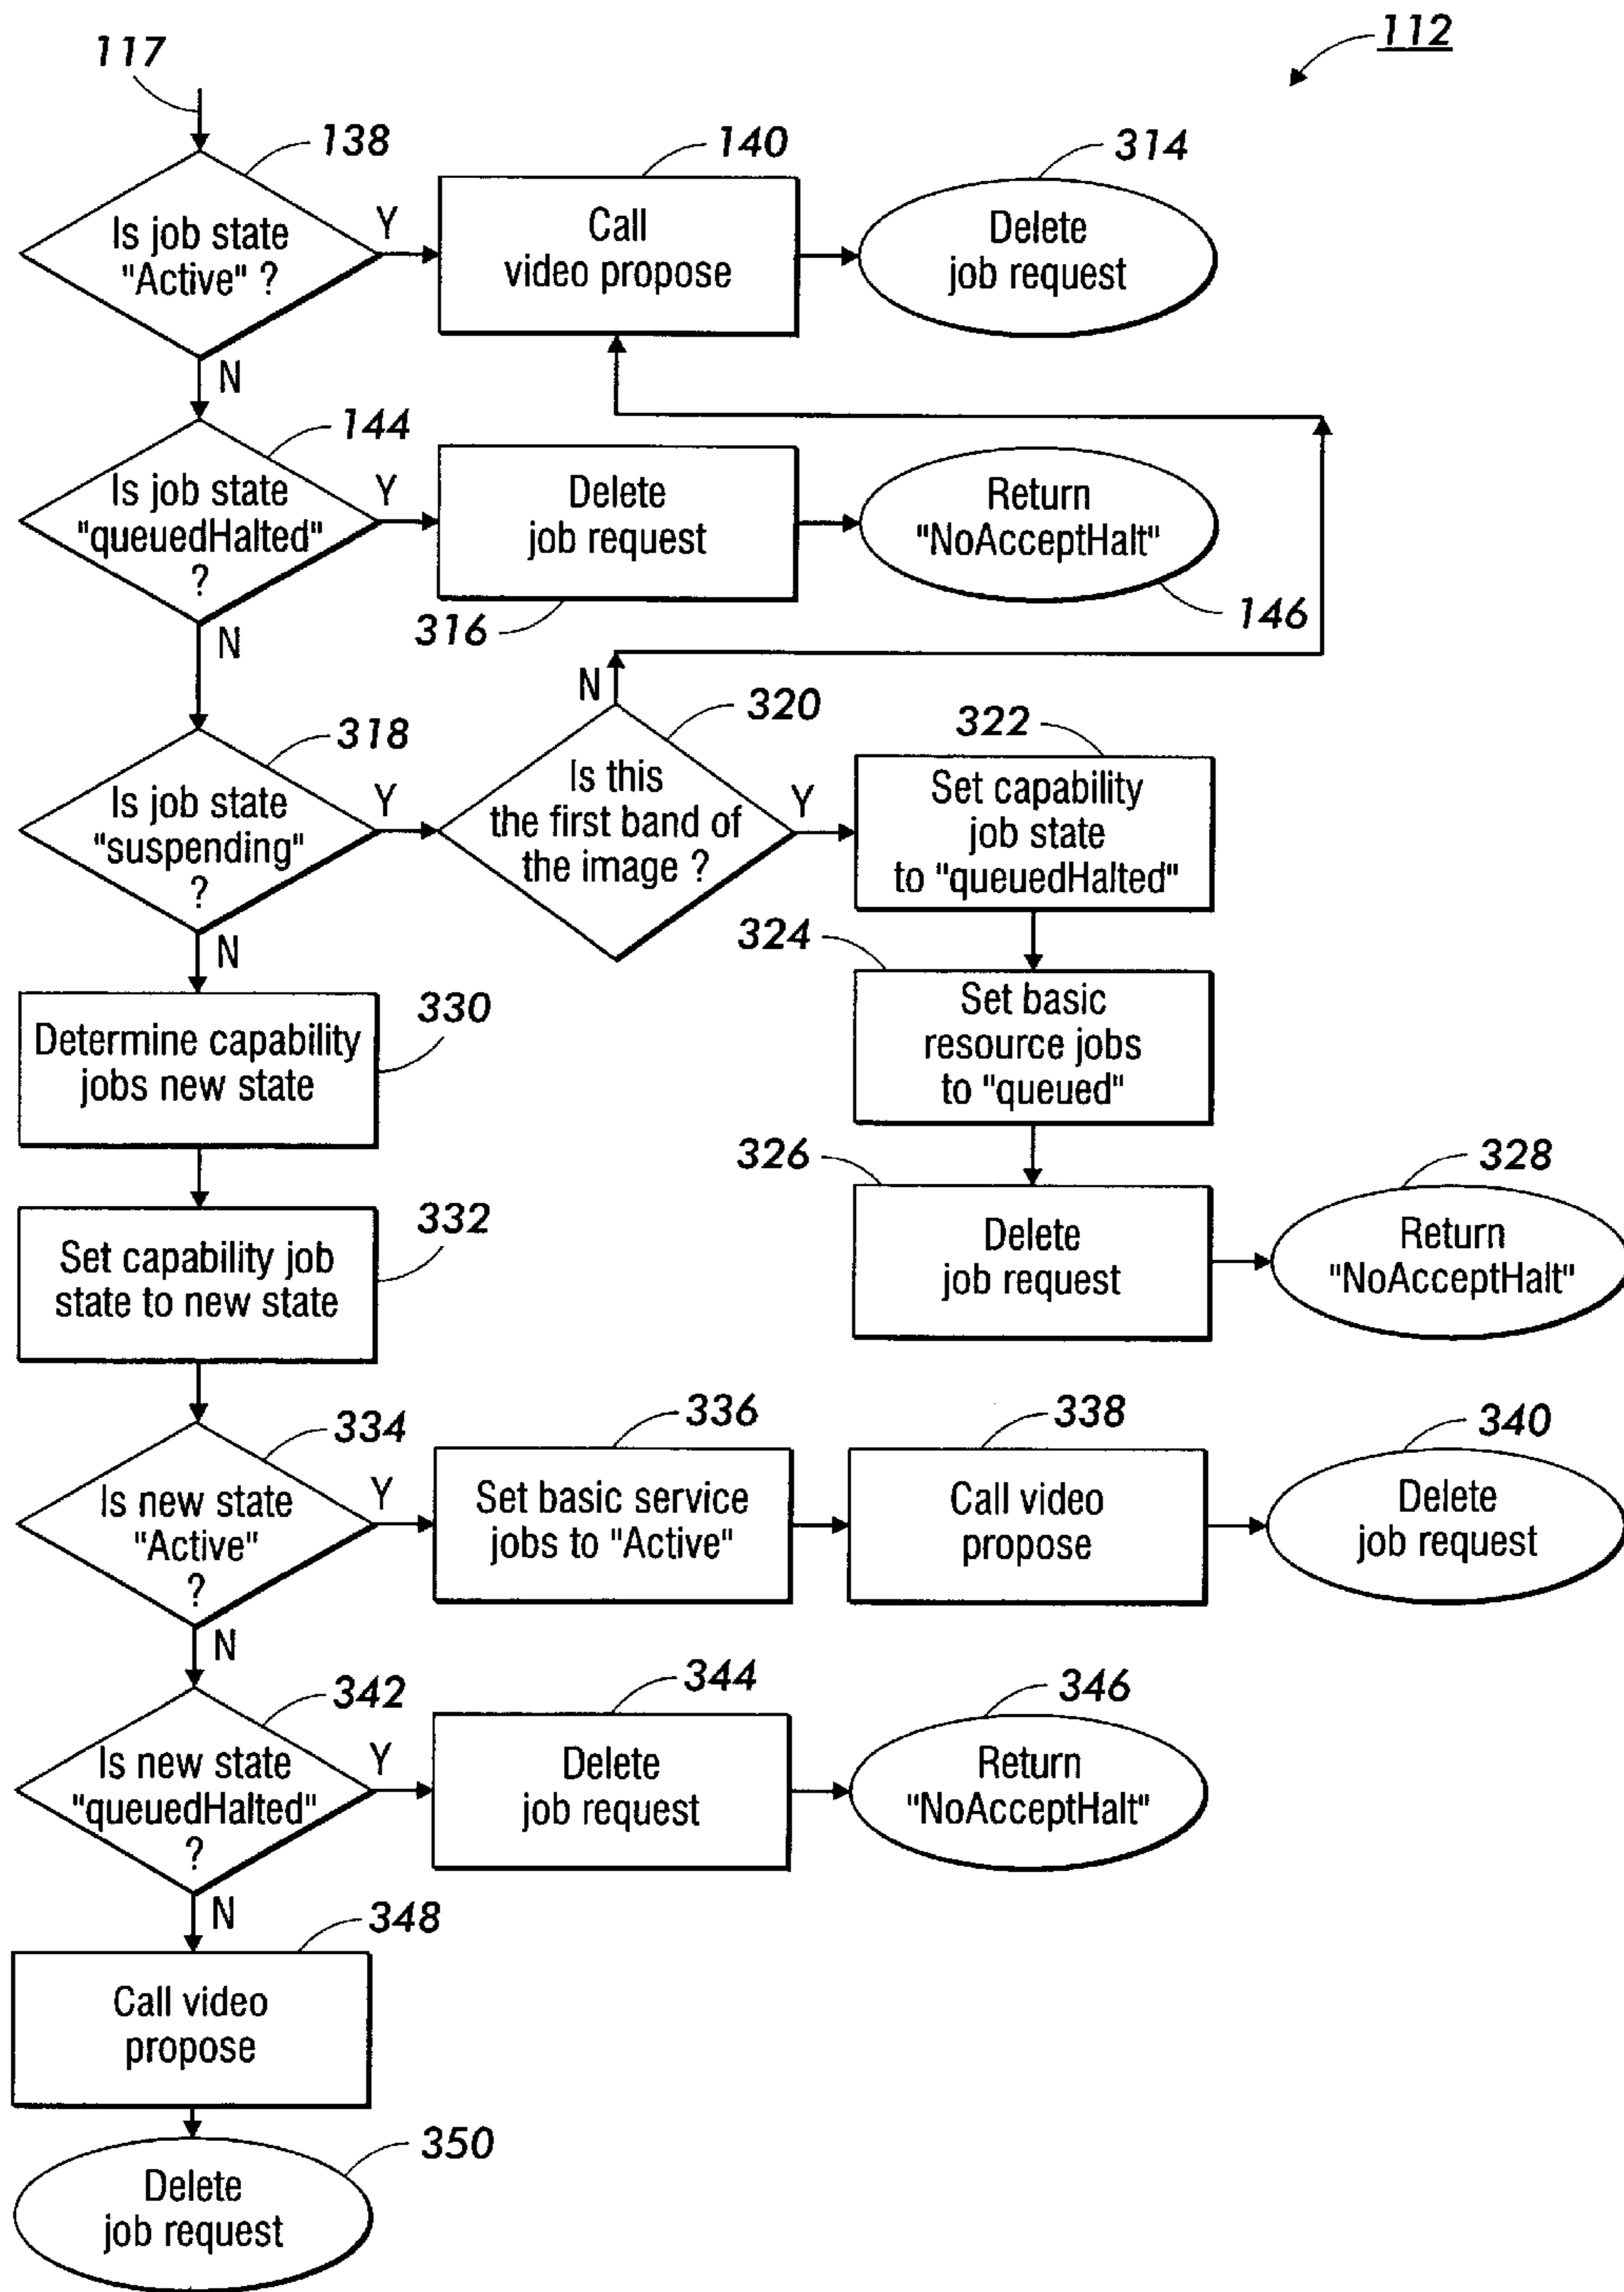 112
117
138
Is job state
"Active" ?
Y
N
140
Call
video propose
314
Delete
job request
144
Is job state
"queuedHalted"
?
Y
N
Delete
job request
316
Return
"NoAcceptHalt"
146
318
Is job state
"suspending"
?
Y
N
320
Is this
the first band of
the image ?
N
Y
322
Set capability
job state
to "queuedHalted"
324
Set basic
resource jobs
to "queued"
326
Delete
job request
328
Return
"NoAcceptHalt"
330
Determine capability
jobs new state
332
Set capability job
state to new state
334
Is new state
"Active"
?
Y
N
336
Set basic service
jobs to "Active"
338
Call video
propose
340
Delete
job request
342
Is new state
"queuedHalted"
?
Y
N
344
Delete
job request
346
Return
"NoAcceptHalt"
348
Call video
propose
350
Delete
job request